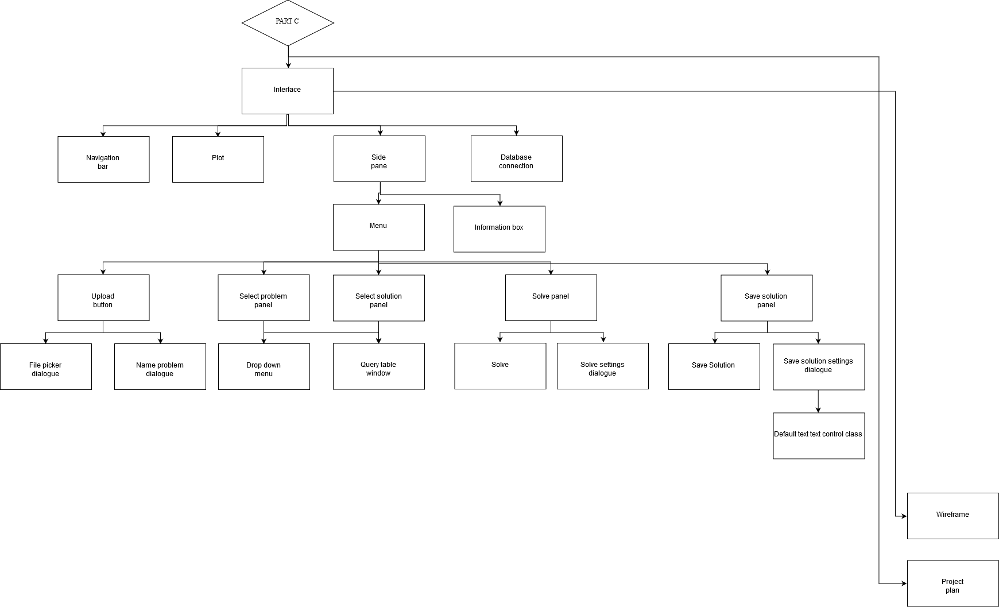 PART C
Interface
Navigation
bar
Plot
Side
pane
Database
connection
Menu
Information box
Upload
button
Select problem
panel
Select solution
panel
Solve panel
Save solution
panel
File picker
dialogue
Name problem
dialogue
Drop down
menu
Query table
window
Solve
Solve settings
dialogue
Save Solution
Save solution settings
dialogue
Default text text control class
Wireframe
Project
plan